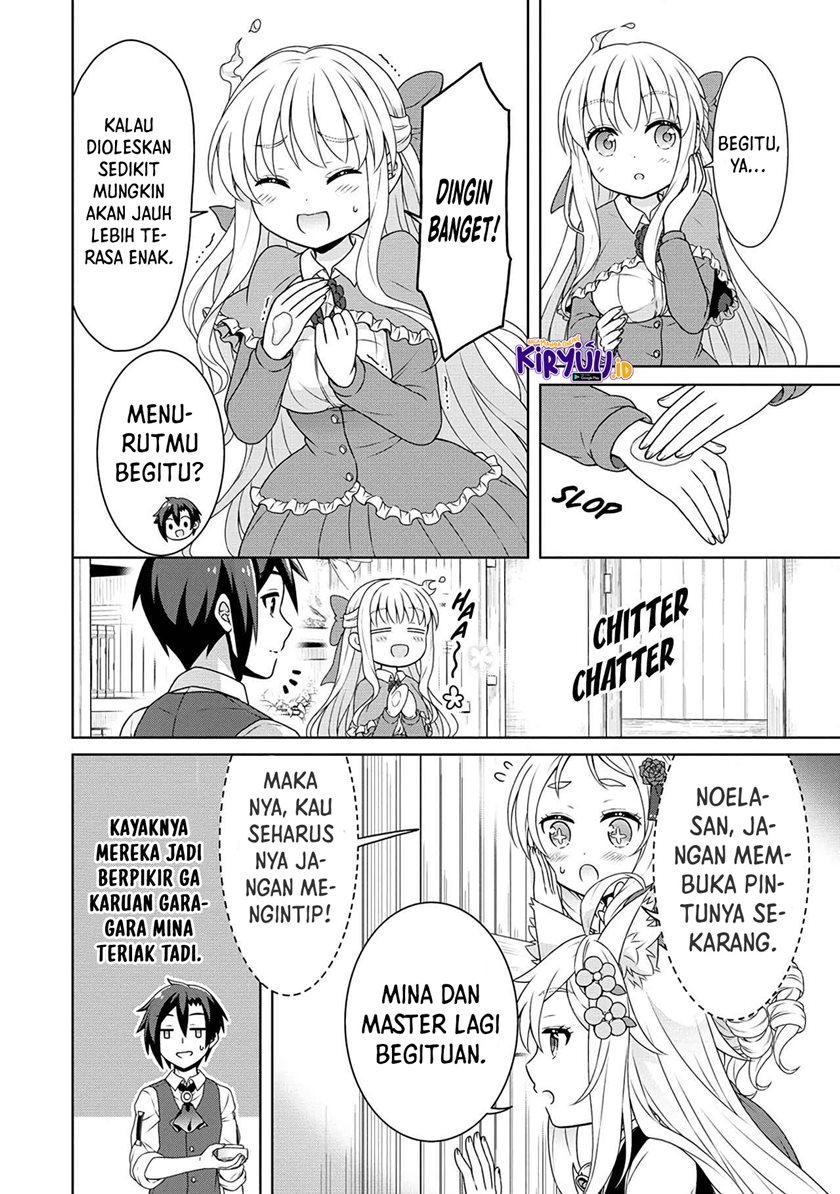 BEGITU,
YA...
SLOP
DINGIN
BANGET!
KALAU
DIOLESKAN
SEDIKIT
MUNGKIN
AKAN JAUH
LEBIH TE-
RASA ENAK.
MENU-
RUTMU
BEGITU?
KIRYUU.ID
CHITTER
CHATTER
HAA~
NOELA-
SAN, JA-
NGAN MEM-
BUKA PIN-
TUNYA SE-
KARANG.
MINA DAN
MASTER LAGI
BEGITUAN.
MAKA
NYA, KAU
SEHARUS
NYA JA-
NGAN ME-
NGINTIP!
KAYAKNYA
MEREKA JADI
BERPIKIR GA
KARUAN GARA-
GARA MINA
TERIAK TADI.